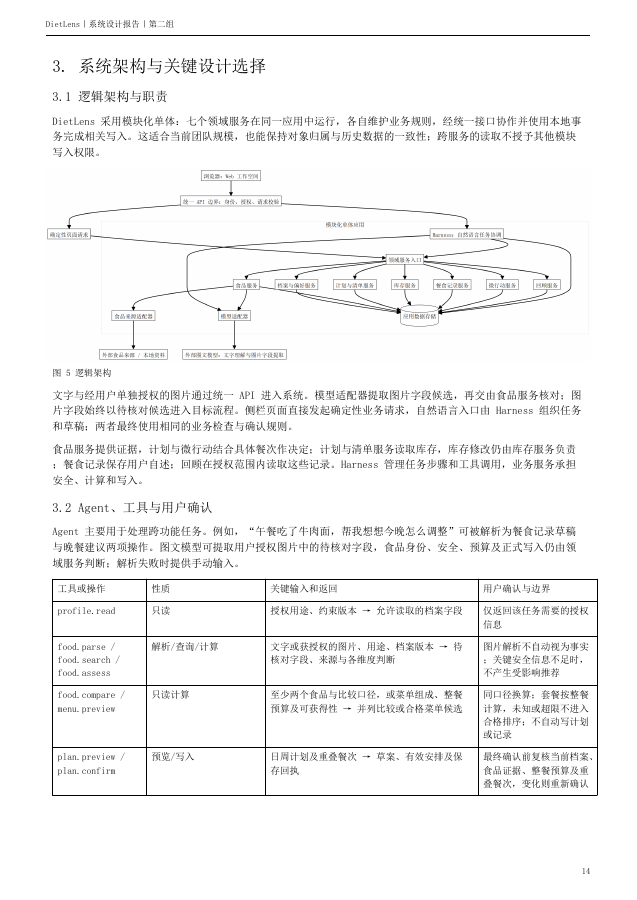 DietLens｜系统设计报告｜第二组
3. 系统架构与关键设计选择
3.1 逻辑架构与职责
DietLens 采用模块化单体：七个领域服务在同一应用中运行，各自维护业务规则，经统一接口协作并使用本地事
务完成相关写入。这适合当前团队规模，也能保持对象归属与历史数据的一致性；跨服务的读取不授予其他模块
写入权限。
浏览器：Web 工作空间
统一 API 边界：身份、授权、请求校验
模块化单体应用
确定性页面请求
Harness 自然语言任务协调
领域服务入口
食品服务
档案与偏好服务
计划与清单服务
库存服务
餐食记录服务
微行动服务
回顾服务
食品来源适配器
模型适配器
应用数据存储
外部食品来源 / 本地资料
外部图文模型：文字理解与图片字段提取
图 5 逻辑架构
文字与经用户单独授权的图片通过统一 API 进入系统。模型适配器提取图片字段候选，再交由食品服务核对；图
片字段始终以待核对候选进入目标流程。侧栏页面直接发起确定性业务请求，自然语言入口由 Harness 组织任务
和草稿；两者最终使用相同的业务检查与确认规则。
食品服务提供证据，计划与微行动结合具体餐次作决定；计划与清单服务读取库存，库存修改仍由库存服务负责
；餐食记录保存用户自述；回顾在授权范围内读取这些记录。Harness 管理任务步骤和工具调用，业务服务承担
安全、计算和写入。
3.2 Agent、工具与用户确认
Agent 主要用于处理跨功能任务。例如，“午餐吃了牛肉面，帮我想想今晚怎么调整”可被解析为餐食记录草稿
与晚餐建议两项操作。图文模型可提取用户授权图片中的待核对字段，食品身份、安全、预算及正式写入仍由领
域服务判断；解析失败时提供手动输入。
工具或操作
性质
关键输入和返回
用户确认与边界
profile.read
只读
授权用途、约束版本 → 允许读取的档案字段
仅返回该任务需要的授权
信息
food.parse /
food.search /
food.assess
解析/查询/计算
文字或获授权的图片、用途、档案版本 → 待
核对字段、来源与各维度判断
图片解析不自动视为事实
；关键安全信息不足时，
不产生受影响推荐
food.compare /
menu.preview
只读计算
至少两个食品与比较口径，或菜单组成、整餐
预算及可获得性 → 并列比较或合格菜单候选
同口径换算；套餐按整餐
计算，未知或超限不进入
合格排序；不自动写计划
或记录
plan.preview /
plan.confirm
预览/写入
日周计划及重叠餐次 → 草案、有效安排及保
存回执
最终确认前复核当前档案、
食品证据、整餐预算及重
叠餐次，变化则重新确认
14